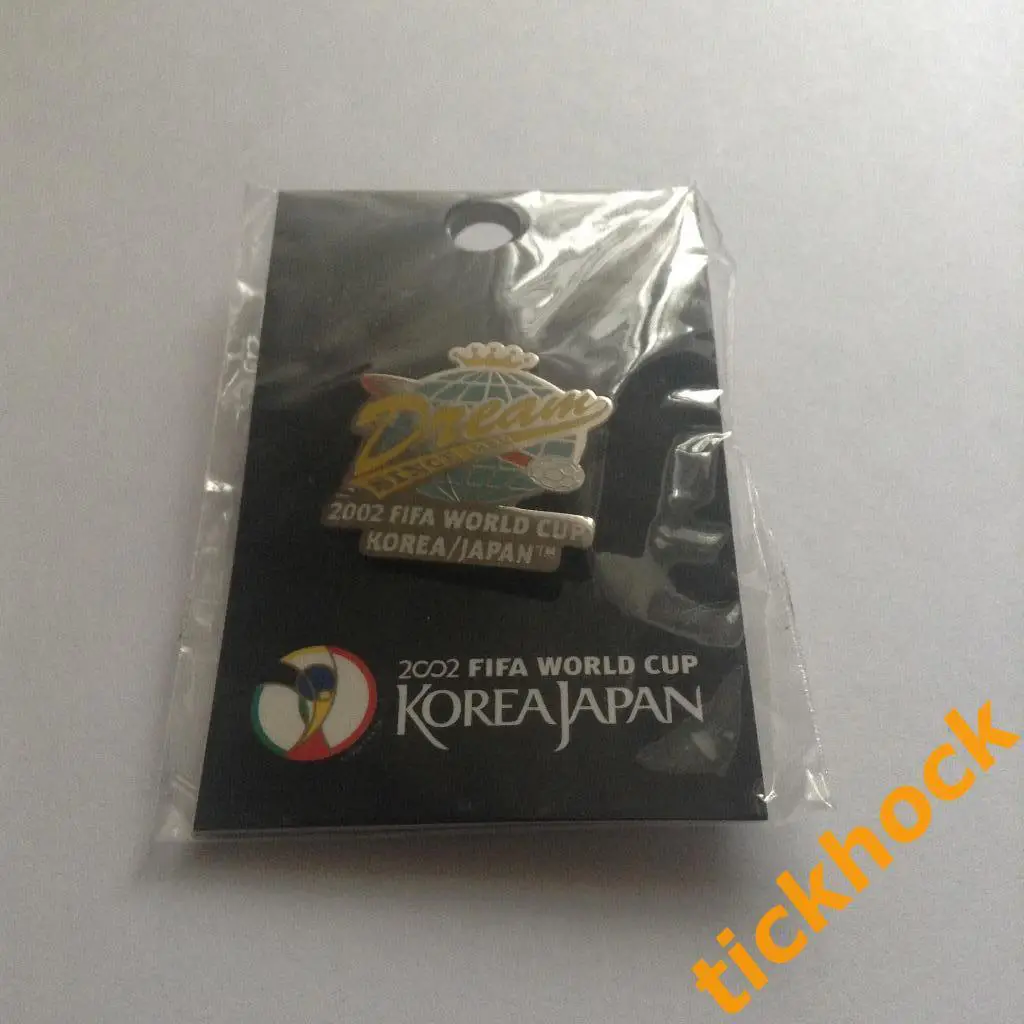 Dream
2002 FIFA WORLD CUP
KOREA/JAPAN™
2002 FIFA WORLD CUP
KOREA JAPAN
tickhock